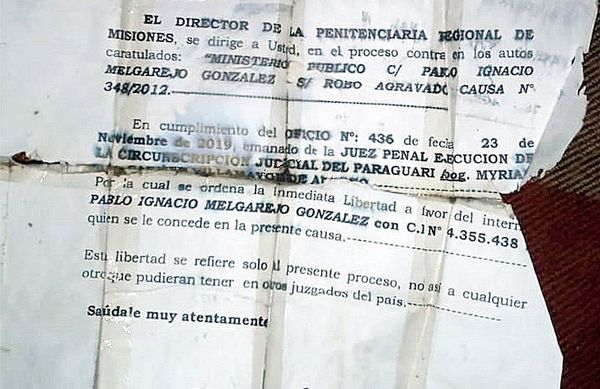 EL DIRECTOR DE LA PENITENCIARIA REGIONAL DE
MISIONES, se dirige a Usted, en el proceso contra en los autos
caratulados: "MINISTERIO PUBLICO C/ PABLO IGNACIO
MELGAREJO GONZALEZ S/ ROBO AGRAVADO CAUSA N°
348/2012.
En cumplimiento del OFICIO N°: 436 de fecha 23 de
Noviembre de 2019, emanado de la JUEZ PENAL EJECUCION DE
LA CIRCUNSCRIPCION JUDICYAL DEL PARAGUARI bog. MYRIAN
Por la cual se ordena la inmediata Libertad a favor del intern
PABLO IGNACIO MELGAREJO GONZALEZ con C.I N° 4.355.438
quien se le concede en la presente causa.
Esta libertad se refiere solo al presente proceso, no así a cualquier
otro que pudieran tener en otros juzgados del país.
Saúdale muy atentamente